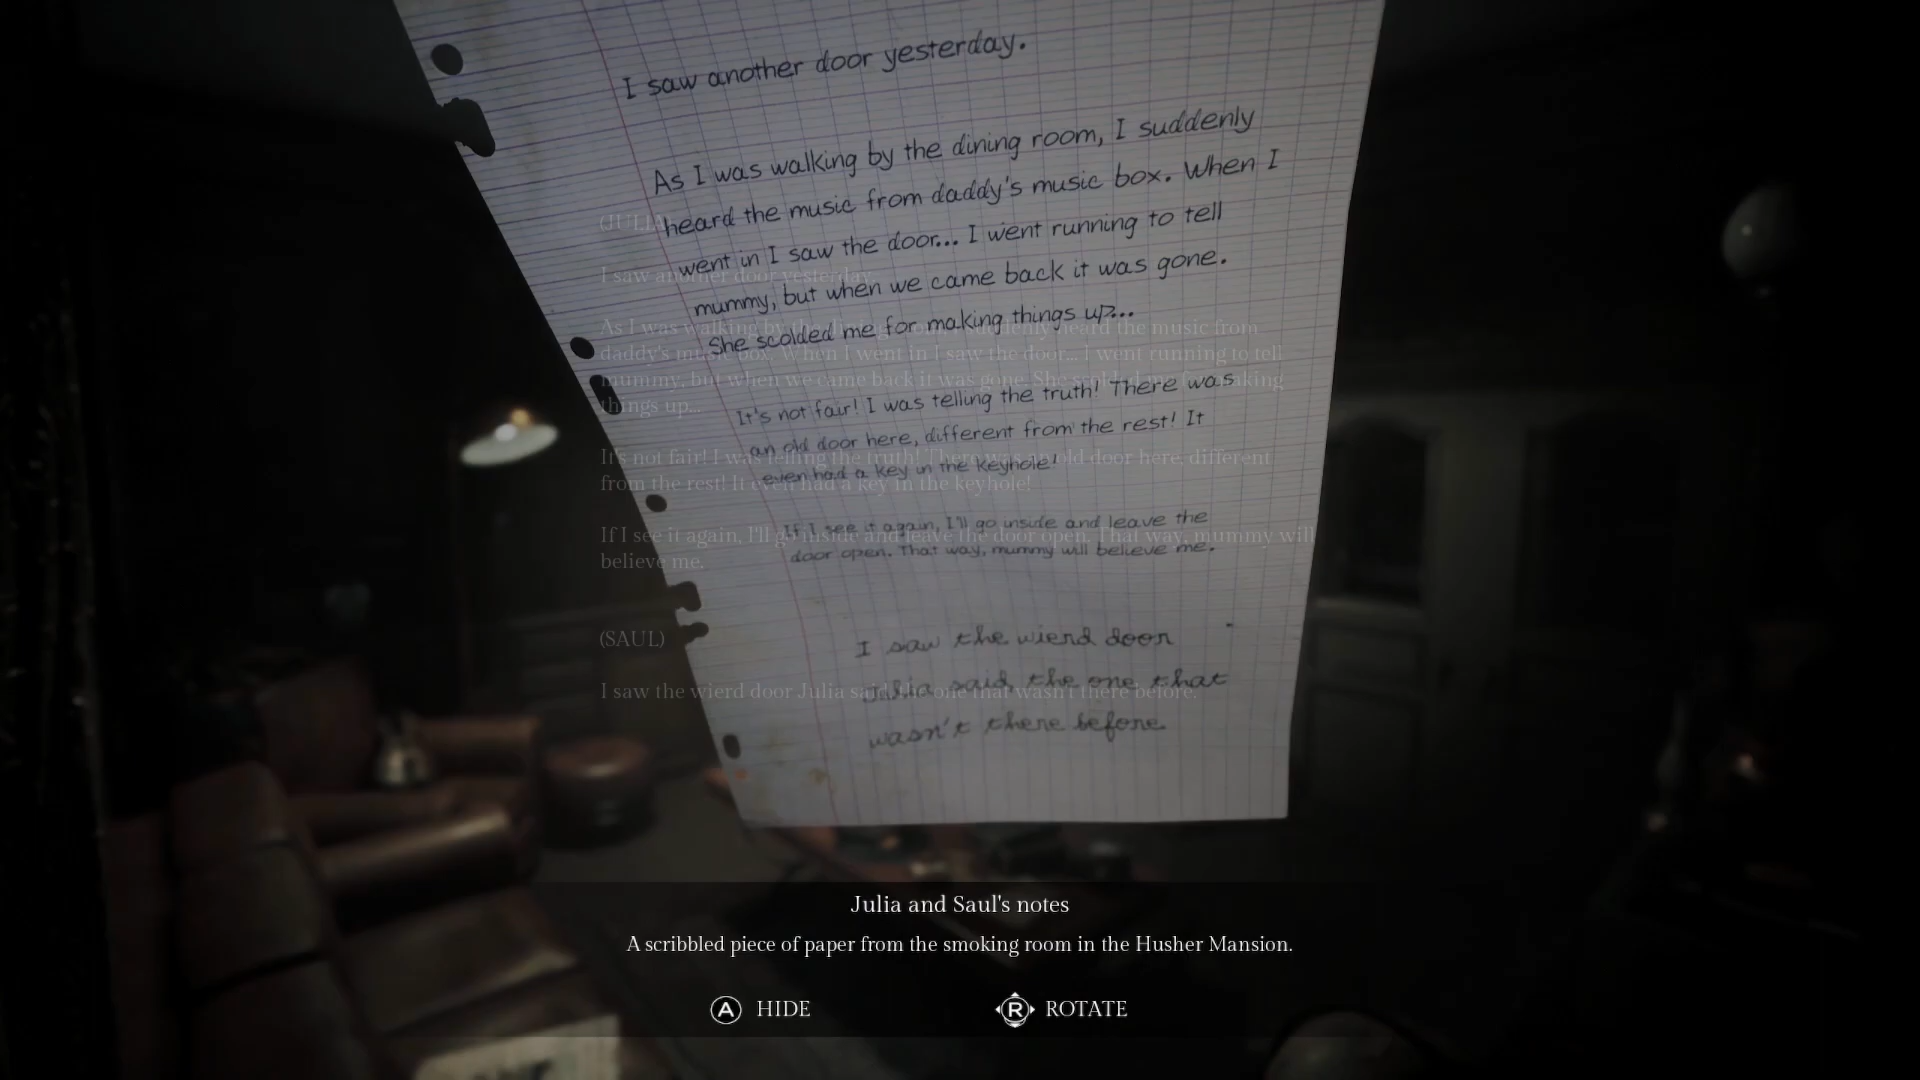 I saw another door yesterday.
As I was walking by the dining room, I suddenly
heard the music from daddy's music box. When I
went in I saw the door... I went running to tell
mummy, but when we came back it was gone.
She scolded me for making things up...
It's not fair! I was telling the truth! There was
an old door here, different from the rest! It
even had a key in the keyhole!
If I see it again, I'll go inside and leave the
door open. That way, mummy will believe me.
I saw the wierd door
Julia said the one that
wasn't there before
(JULIA)
I saw another door yesterday.
As I was walking by the dining room, I suddenly heard the music from
daddy's music box. When I went in I saw the door... I went running to tell
mummy, but when we came back it was gone. She scolded me for making
things up...
It's not fair! I was telling the truth! There was an old door here, different
from the rest! It even had a key in the keyhole!
If I see it again, I'll go inside and leave the door open. That way, mummy will
believe me.
(SAUL)
I saw the wierd door Julia said the one that wasn't there before.
Julia and Saul's notes
A scribbled piece of paper from the smoking room in the Husher Mansion.
A HIDE
R ROTATE